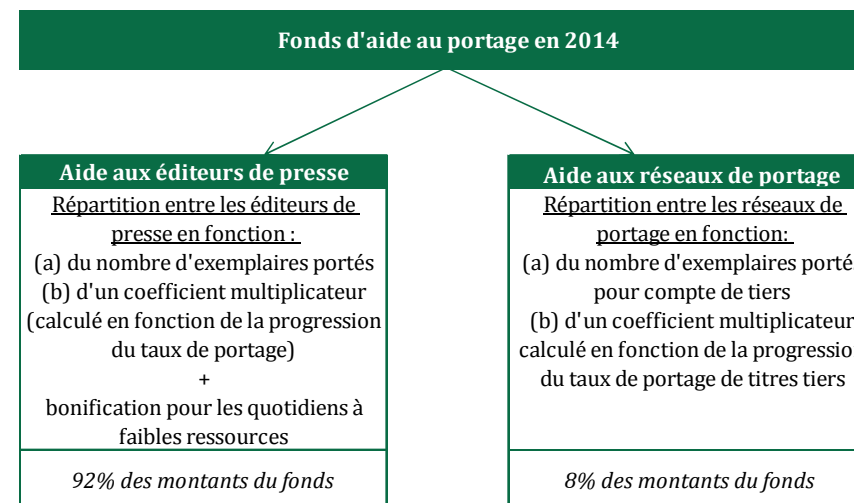 Fonds d'aide au portage en 2014
Aide aux éditeurs de presse
Répartition entre les éditeurs de
presse en fonction :
(a) du nombre d'exemplaires portés
(b) d'un coefficient multiplicateur
(calculé en fonction de la progression
du taux de portage)
+
bonification pour les quotidiens à
faibles ressources
92% des montants du fonds
Aide aux réseaux de portage
Répartition entre les réseaux de
portage en fonction:
(a) du nombre d'exemplaires porté
pour compte de tiers
(b) d'un coefficient multiplicateur
calculé en fonction de la progressio
du taux de portage de titres tiers
8% des montants du fonds